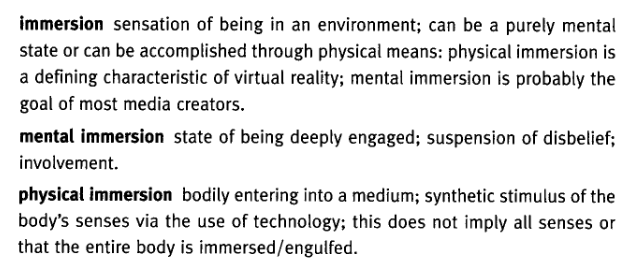 immersion sensation of being in an environment; can be a purely mental
state or can be accomplished through physical means: physical immersion is
a defining characteristic of virtual reality; mental immersion is probably the
goal of most media creators.
mental immersion state of being deeply engaged; suspension of disbelief;
involvement.
physical immersion bodily entering into a medium; synthetic stimulus of the
body's senses via the use of technology; this does not imply all senses or
that the entire body is immersed/engulfed.